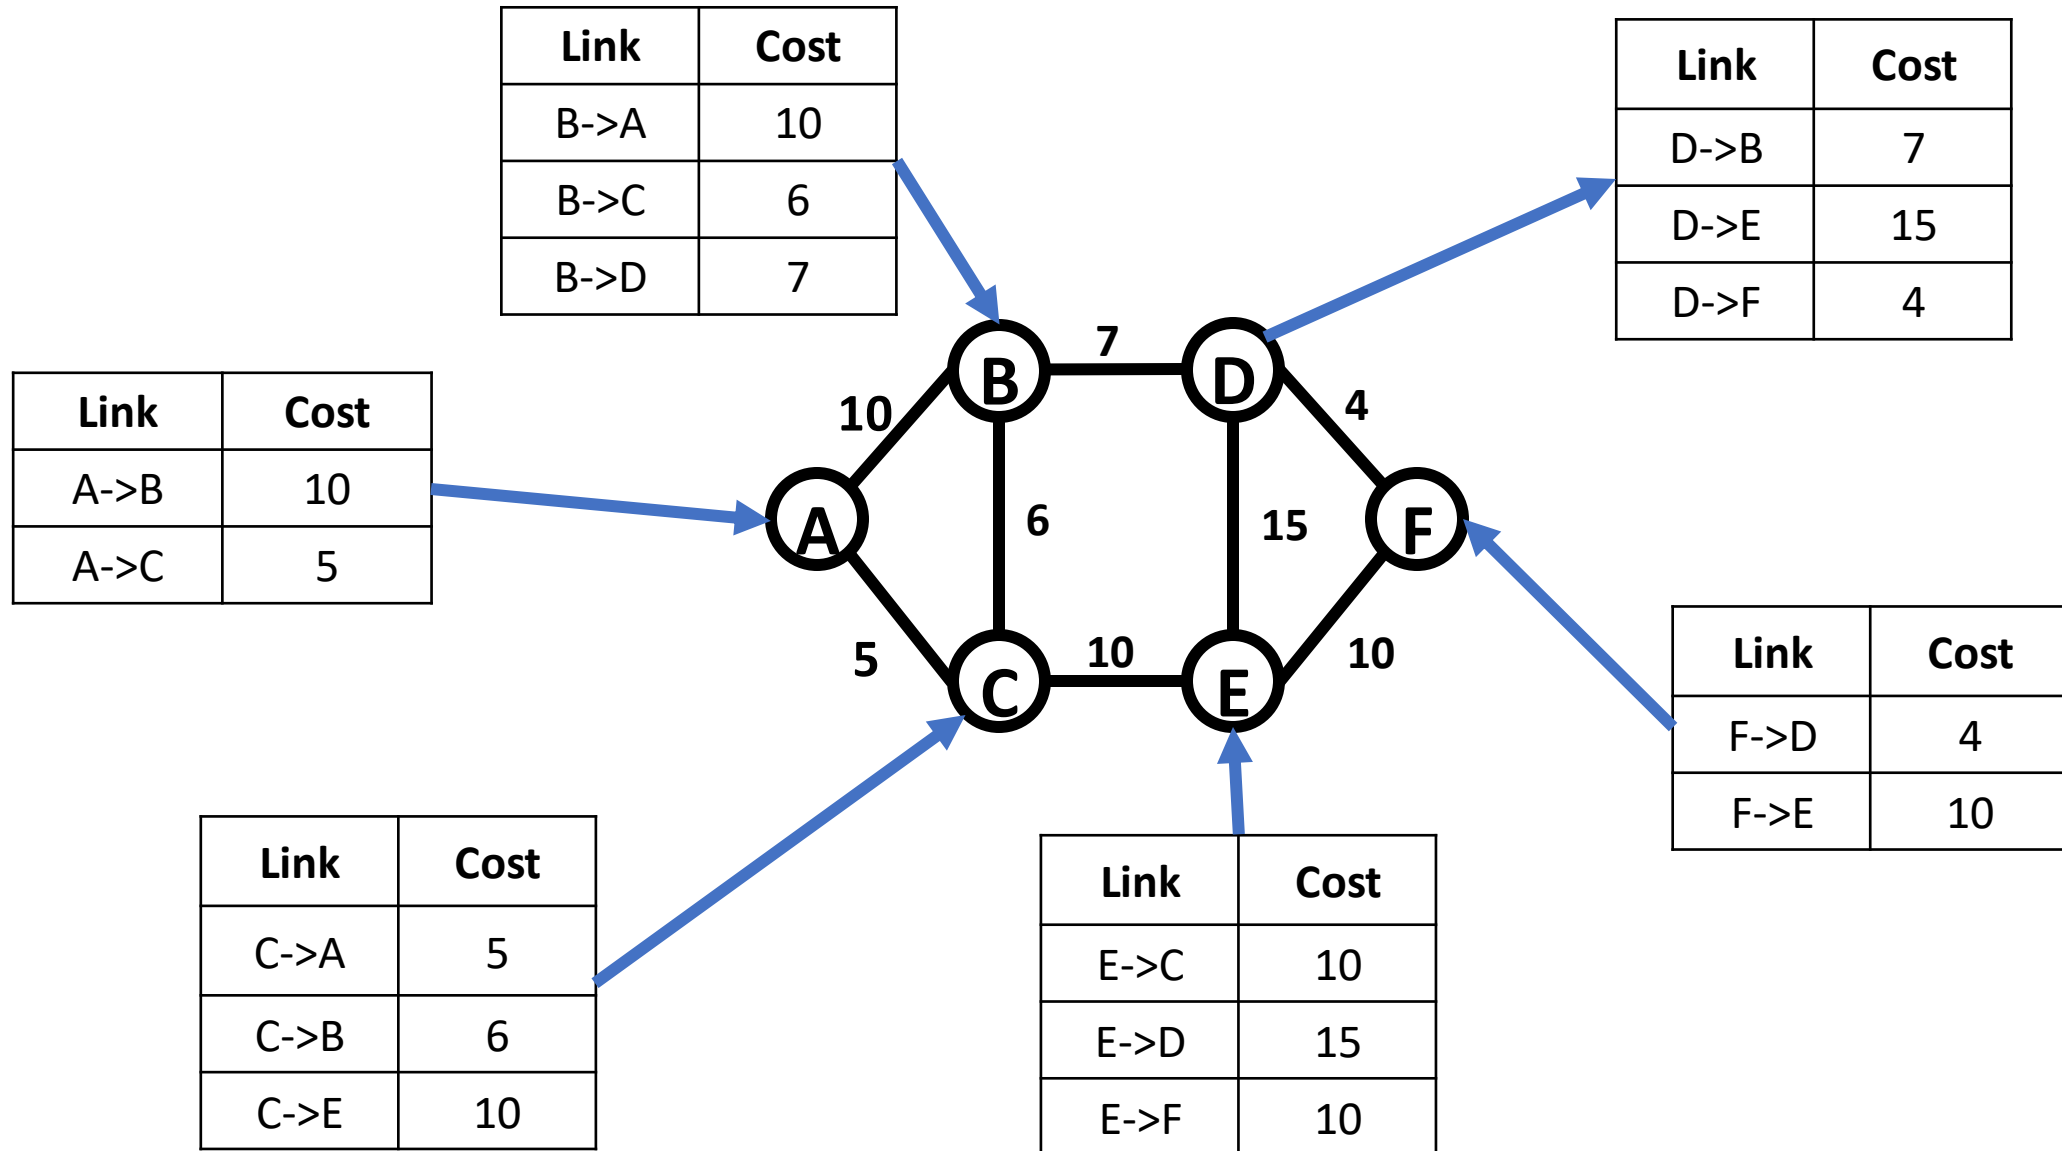 Link Cost
B->A 10
B->C 6
B->D 7
Link Cost
D->B 7
D->E 15
D->F 4
Link Cost
A->B 10
A->C 5
B 7 D
10 4
A 6 15 F
5 10 10
C E
Link Cost
F->D 4
F->E 10
Link Cost
C->A 5
C->B 6
C->E 10
Link Cost
E->C 10
E->D 15
E->F 10